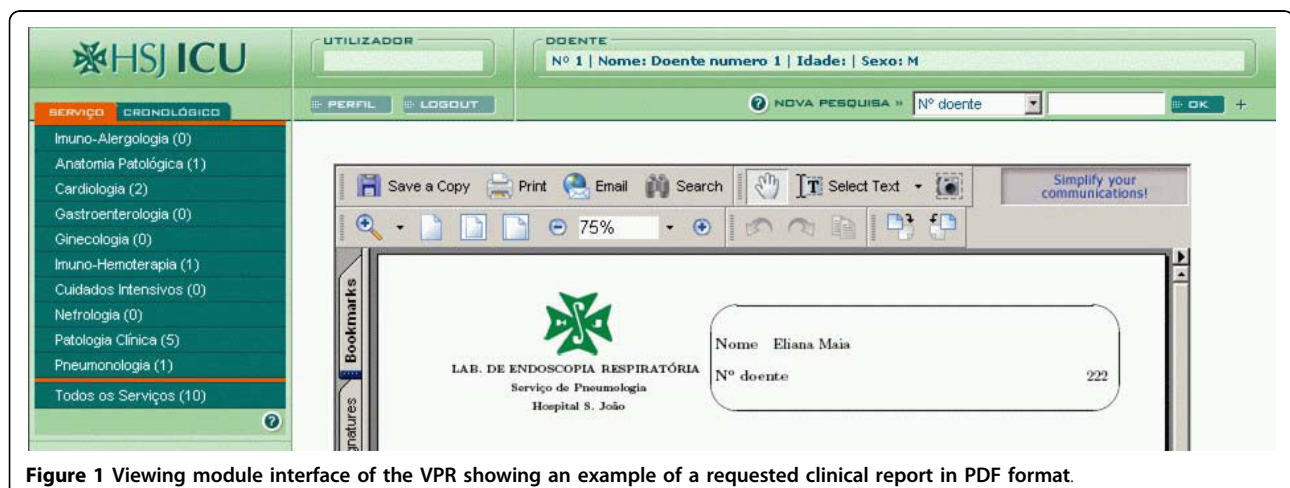 HSJ ICU
UTILIZADOR
DOENTE
Nº 1 | Nome: Doente numero 1 | Idade: | Sexo: M
SERVIÇO CRONOLÓGICO
PERFIL LOGOUT
NOVA PESQUISA » Nº doente OK +
Imuno-Alergologia (0)
Anatomia Patológica (1)
Cardiologia (2)
Gastroenterologia (0)
Ginecologia (0)
Imuno-Hemoterapia (1)
Cuidados Intensivos (0)
Nefrologia (0)
Patologia Clínica (5)
Pneumonologia (1)
Todos os Serviços (10)
Save a Copy Print Email Search Select Text
Simplify your
communications!
75%
Bookmarks
gnatures
LAB. DE ENDOSCOPIA RESPIRATÓRIA
Serviço de Pneumologia
Hospital S. João
Nome Eliana Maia
Nº doente 222
Figure 1 Viewing module interface of the VPR showing an example of a requested clinical report in PDF format.